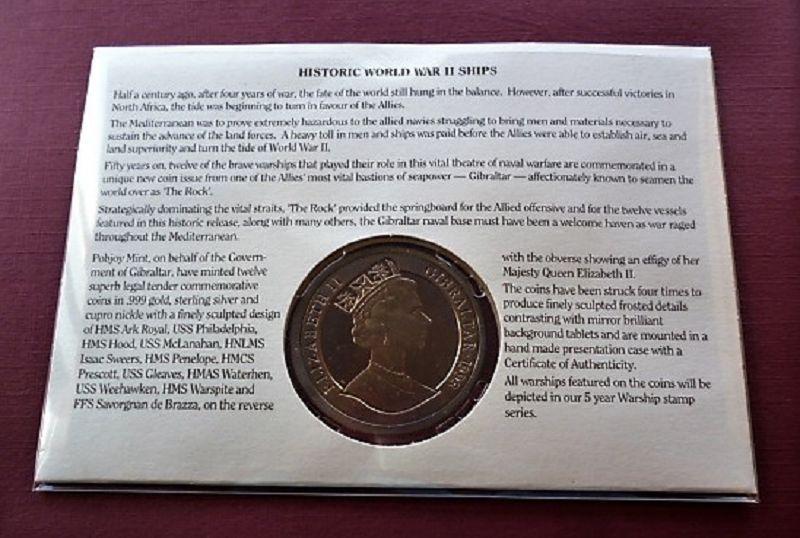 HISTORIC WORLD WAR II SHIPS
Half a century ago, after four years of war, the fate of the world still hung in the balance. However, after successful victories in
North Africa, the tide was beginning to turn in favour of the Allies.
The Mediterranean was to prove extremely hazardous to the allied navies struggling to bring men and materials necessary to
sustain the advance of the land forces. A heavy toll in men and ships was paid before the Allies were able to establish air, sea and
land superiority and turn the tide of World War II.
Fifty years on, twelve of the brave warships that played their role in this vital theatre of naval warfare are commemorated in a
unique new coin issue from one of the Allies' most vital bastions of seapower — Gibraltar — affectionately known to seamen the
world over as 'The Rock'.
Strategically dominating the vital straits, 'The Rock' provided the springboard for the Allied offensive and for the twelve vessels
featured in this historic release, along with many others, the Gibraltar naval base must have been a welcome haven as war raged
throughout the Mediterranean.
Pobjoy Mint, on behalf of the Govern-
ment of Gibraltar, have minted twelve
superb legal tender commemorative
coins in .999 gold, sterling silver and
cupro nickle with a finely sculpted design
of HMS Ark Royal, USS Philadelphia,
HMS Hood, USS McLanahan, HNLMS
Isaac Sweers, HMS Penelope, HMCS
Prescott, USS Gleaves, HMAS Waterhen,
USS Weehawken, HMS Warspite and
FFS Savorgnan de Brazza, on the reverse
ELIZABETH II
GIBRALTAR
with the obverse showing an effigy of her
Majesty Queen Elizabeth II.
The coins have been struck four times to
produce finely sculpted frosted details
contrasting with mirror brilliant
background tablets and are mounted in a
hand made presentation case with a
Certificate of Authenticity.
All warships featured on the coins will be
depicted in our 5 year Warship stamp
series.